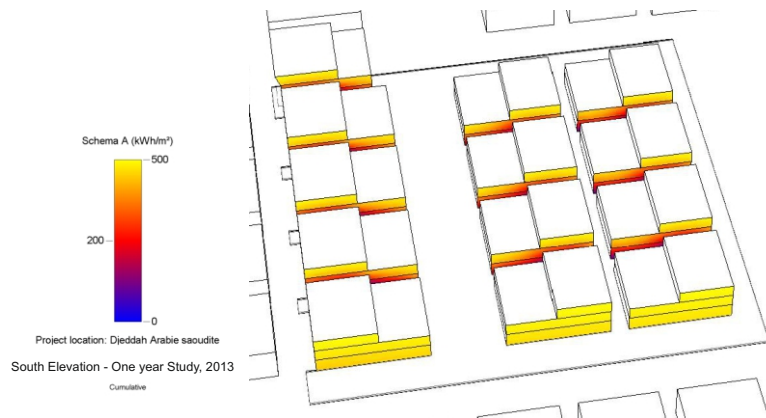 Schema A (kWh/m²)
500
200
0
Project location: Djeddah Arabie saoudite
South Elevation - One year Study, 2013
Cumulative